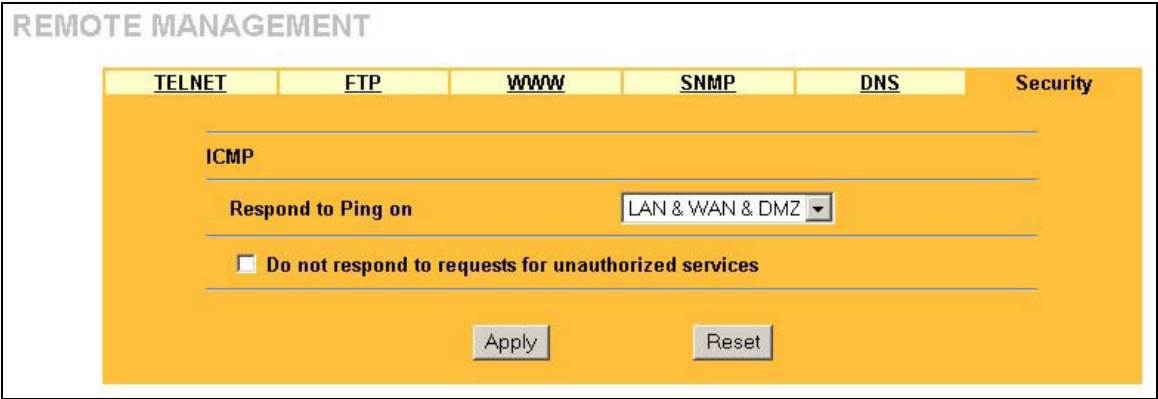 REMOTE MANAGEMENT
TELNET FTP WWW SNMP DNS Security
ICMP
Respond to Ping on LAN & WAN & DMZ
Do not respond to requests for unauthorized services
Apply Reset